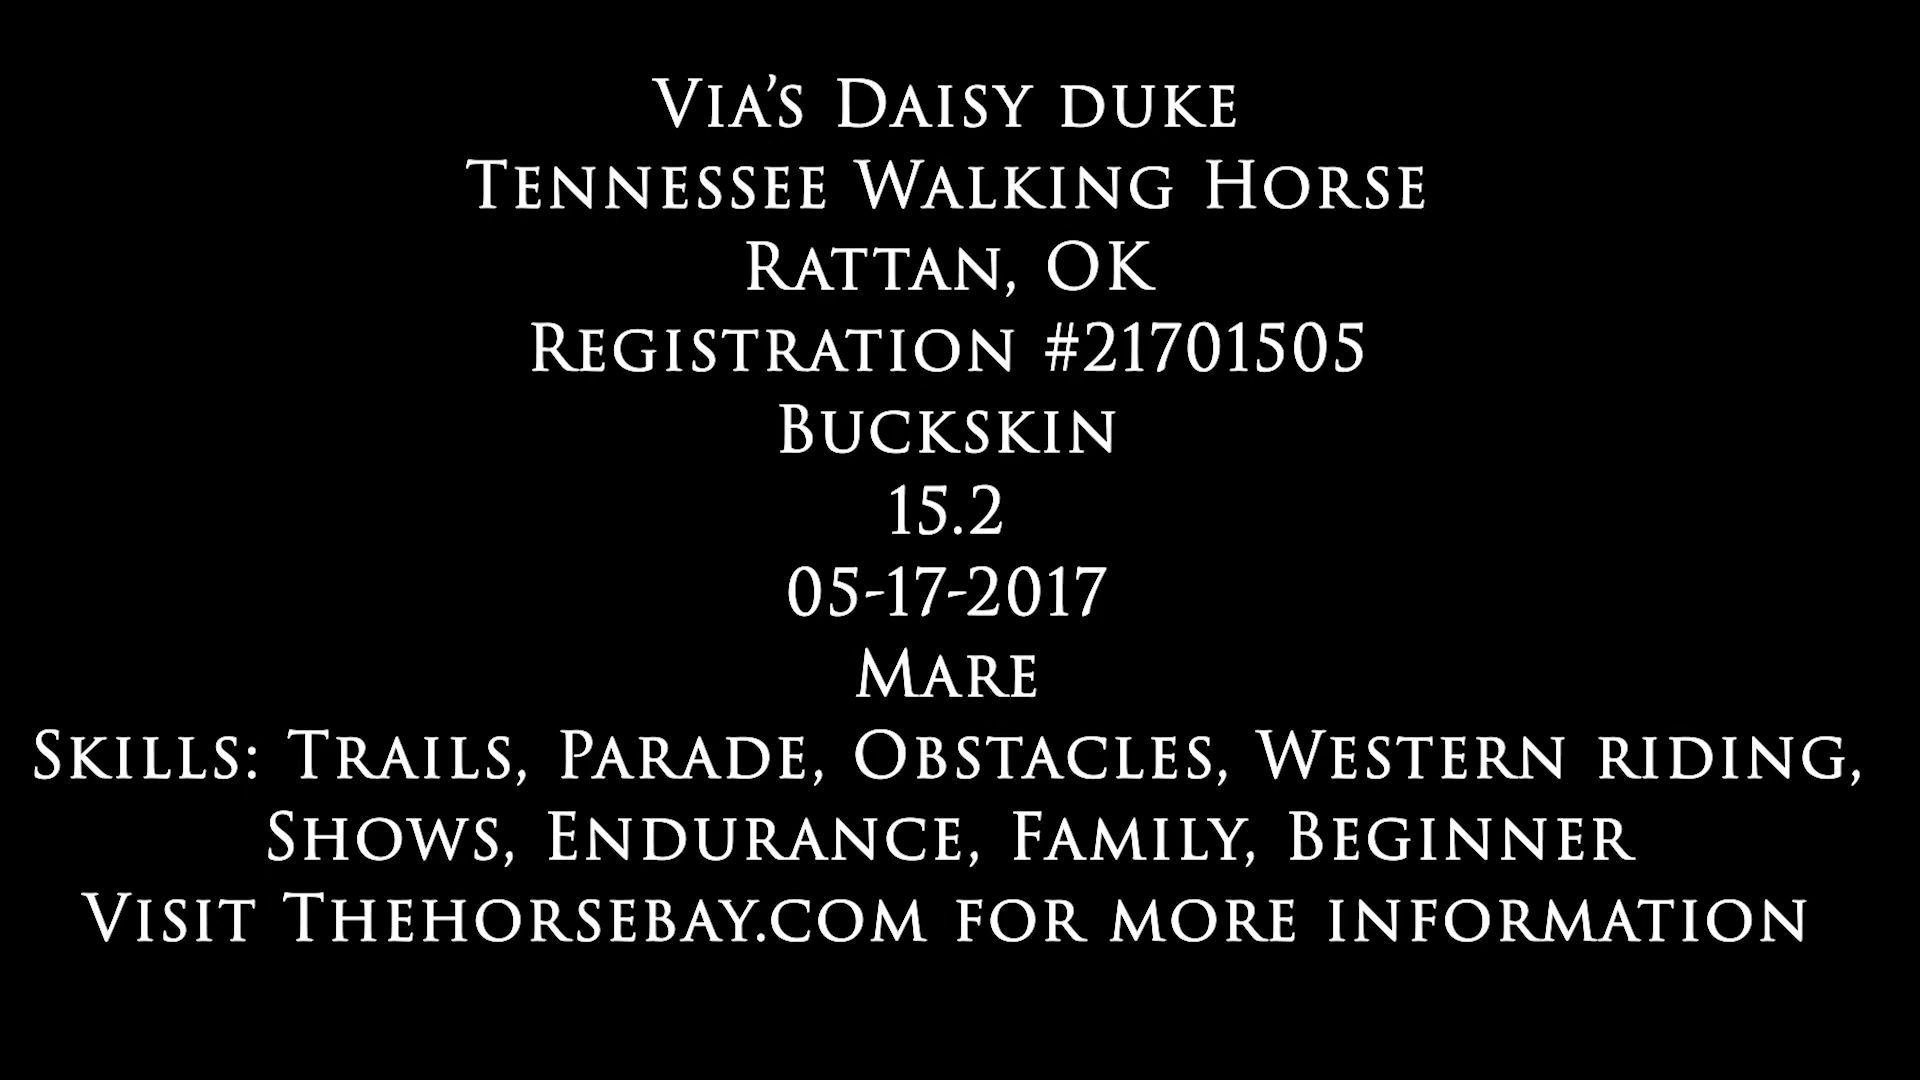 Via's Daisy duke
Tennessee Walking Horse
Rattan, OK
Registration #21701505
Buckskin
15.2
05-17-2017
Mare
Skills: Trails, Parade, Obstacles, Western riding,
Shows, Endurance, Family, Beginner
Visit Thehorsebay.com for more information